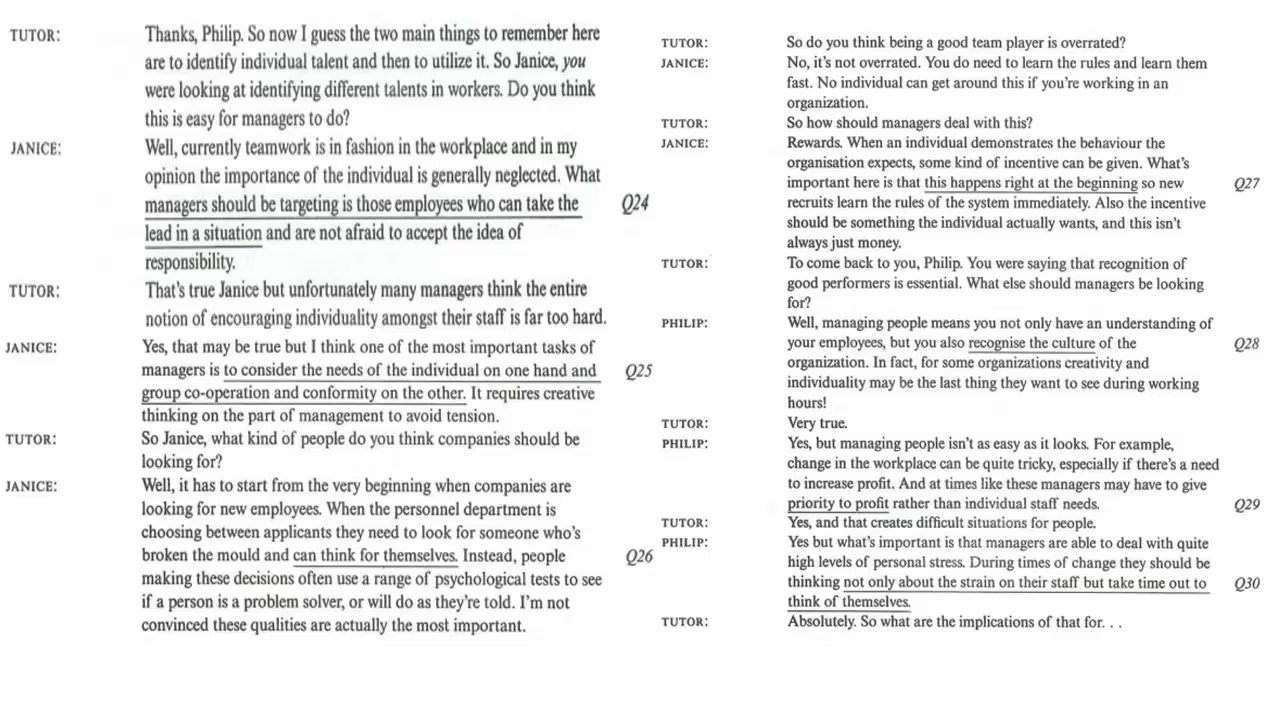 TUTOR: Thanks, Philip. So now I guess the two main things to remember here
are to identify individual talent and then to utilize it. So Janice, you
were looking at identifying different talents in workers. Do you think
this is easy for managers to do?
JANICE: Well, currently teamwork is in fashion in the workplace and in my
opinion the importance of the individual is generally neglected. What
managers should be targeting is those employees who can take the Q24
lead in a situation and are not afraid to accept the idea of
responsibility.
TUTOR: That's true Janice but unfortunately many managers think the entire
notion of encouraging individuality amongst their staff is far too hard.
JANICE: Yes, that may be true but I think one of the most important tasks of
managers is to consider the needs of the individual on one hand and Q25
group co-operation and conformity on the other. It requires creative
thinking on the part of management to avoid tension.
TUTOR: So Janice, what kind of people do you think companies should be
looking for?
JANICE: Well, it has to start from the very beginning when companies are
looking for new employees. When the personnel department is
choosing between applicants they need to look for someone who's
broken the mould and can think for themselves. Instead, people Q26
making these decisions often use a range of psychological tests to see
if a person is a problem solver, or will do as they're told. I'm not
convinced these qualities are actually the most important.
TUTOR: So do you think being a good team player is overrated?
JANICE: No, it's not overrated. You do need to learn the rules and learn them
fast. No individual can get around this if you're working in an
organization.
TUTOR: So how should managers deal with this?
JANICE: Rewards. When an individual demonstrates the behaviour the
organisation expects, some kind of incentive can be given. What's
important here is that this happens right at the beginning so new Q27
recruits learn the rules of the system immediately. Also the incentive
should be something the individual actually wants, and this isn't
always just money.
TUTOR: To come back to you, Philip. You were saying that recognition of
good performers is essential. What else should managers be looking
for?
PHILIP: Well, managing people means you not only have an understanding of
your employees, but you also recognise the culture of the Q28
organization. In fact, for some organizations creativity and
individuality may be the last thing they want to see during working
hours!
TUTOR: Very true.
PHILIP: Yes, but managing people isn't as easy as it looks. For example,
change in the workplace can be quite tricky, especially if there's a need
to increase profit. And at times like these managers may have to give
priority to profit rather than individual staff needs. Q29
TUTOR: Yes, and that creates difficult situations for people.
PHILIP: Yes but what's important is that managers are able to deal with quite
high levels of personal stress. During times of change they should be
thinking not only about the strain on their staff but take time out to Q30
think of themselves.
TUTOR: Absolutely. So what are the implications of that for. . .